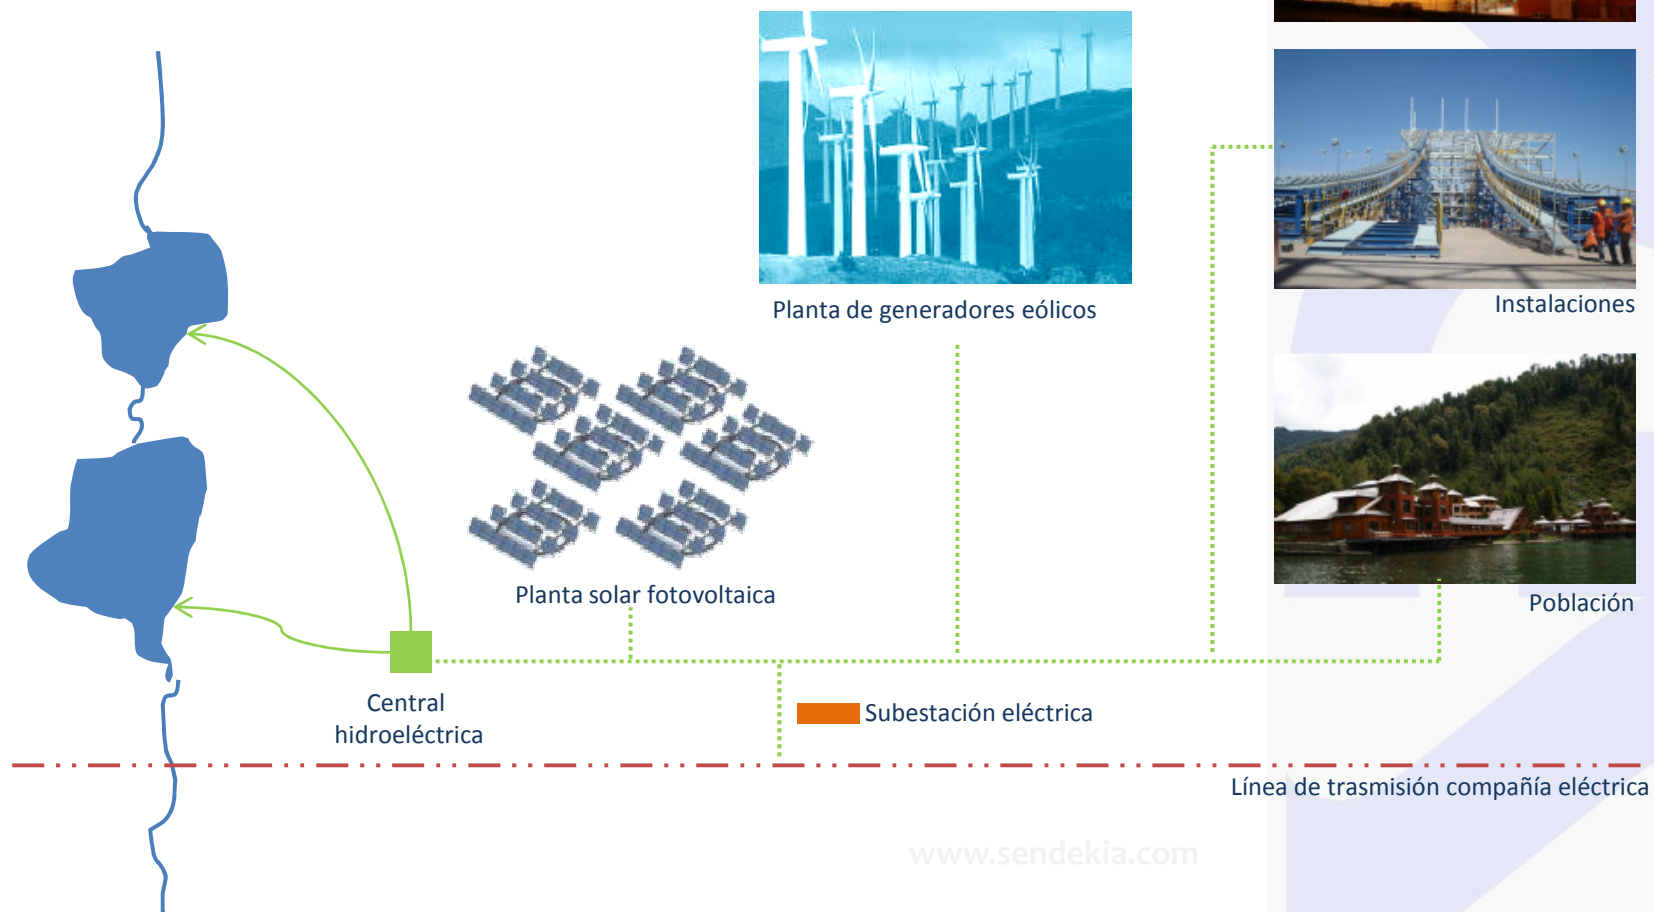 Planta de generadores eólicos
Instalaciones
Planta solar fotovoltaica
Población
Central
hidroeléctrica
Subestación eléctrica
Línea de trasmisión compañía eléctrica
www.sendekia.com